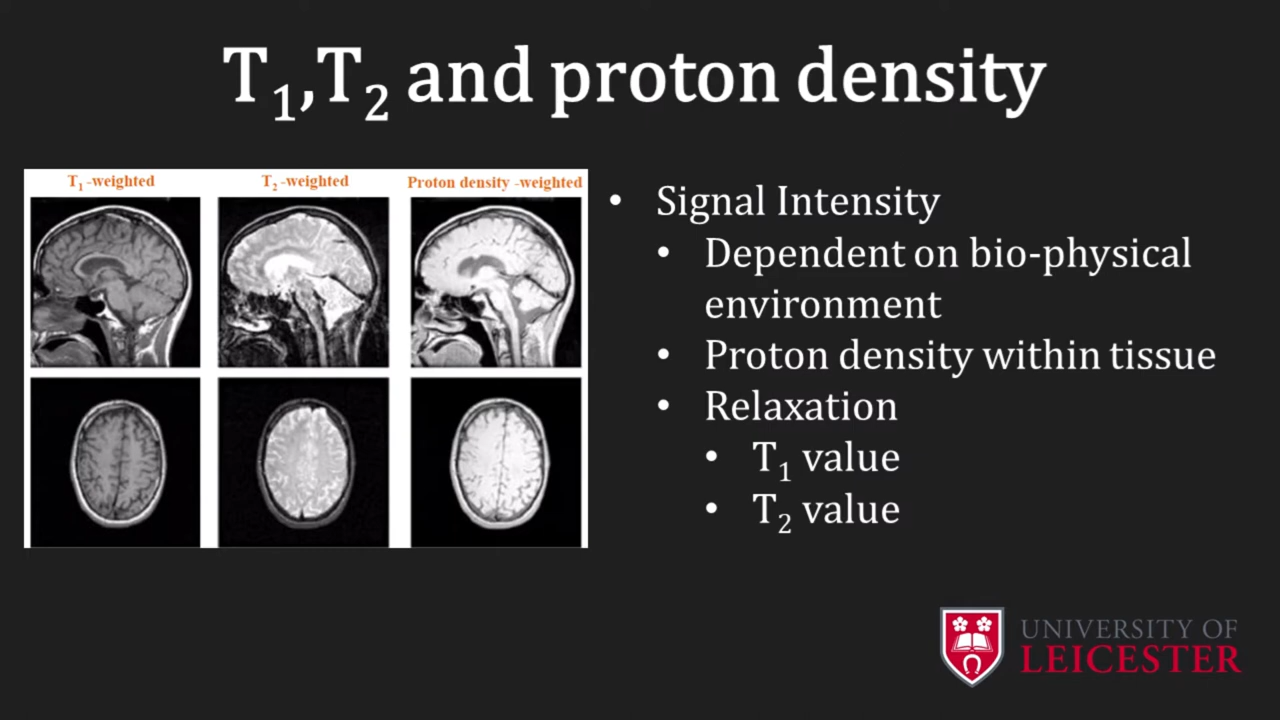 T₁,T₂ and proton density
T₁ -weighted
T₂ -weighted
Proton density -weighted
• Signal Intensity
• Dependent on bio-physical
environment
• Proton density within tissue
• Relaxation
• T₁ value
• T₂ value
UNIVERSITY OF
LEICESTER